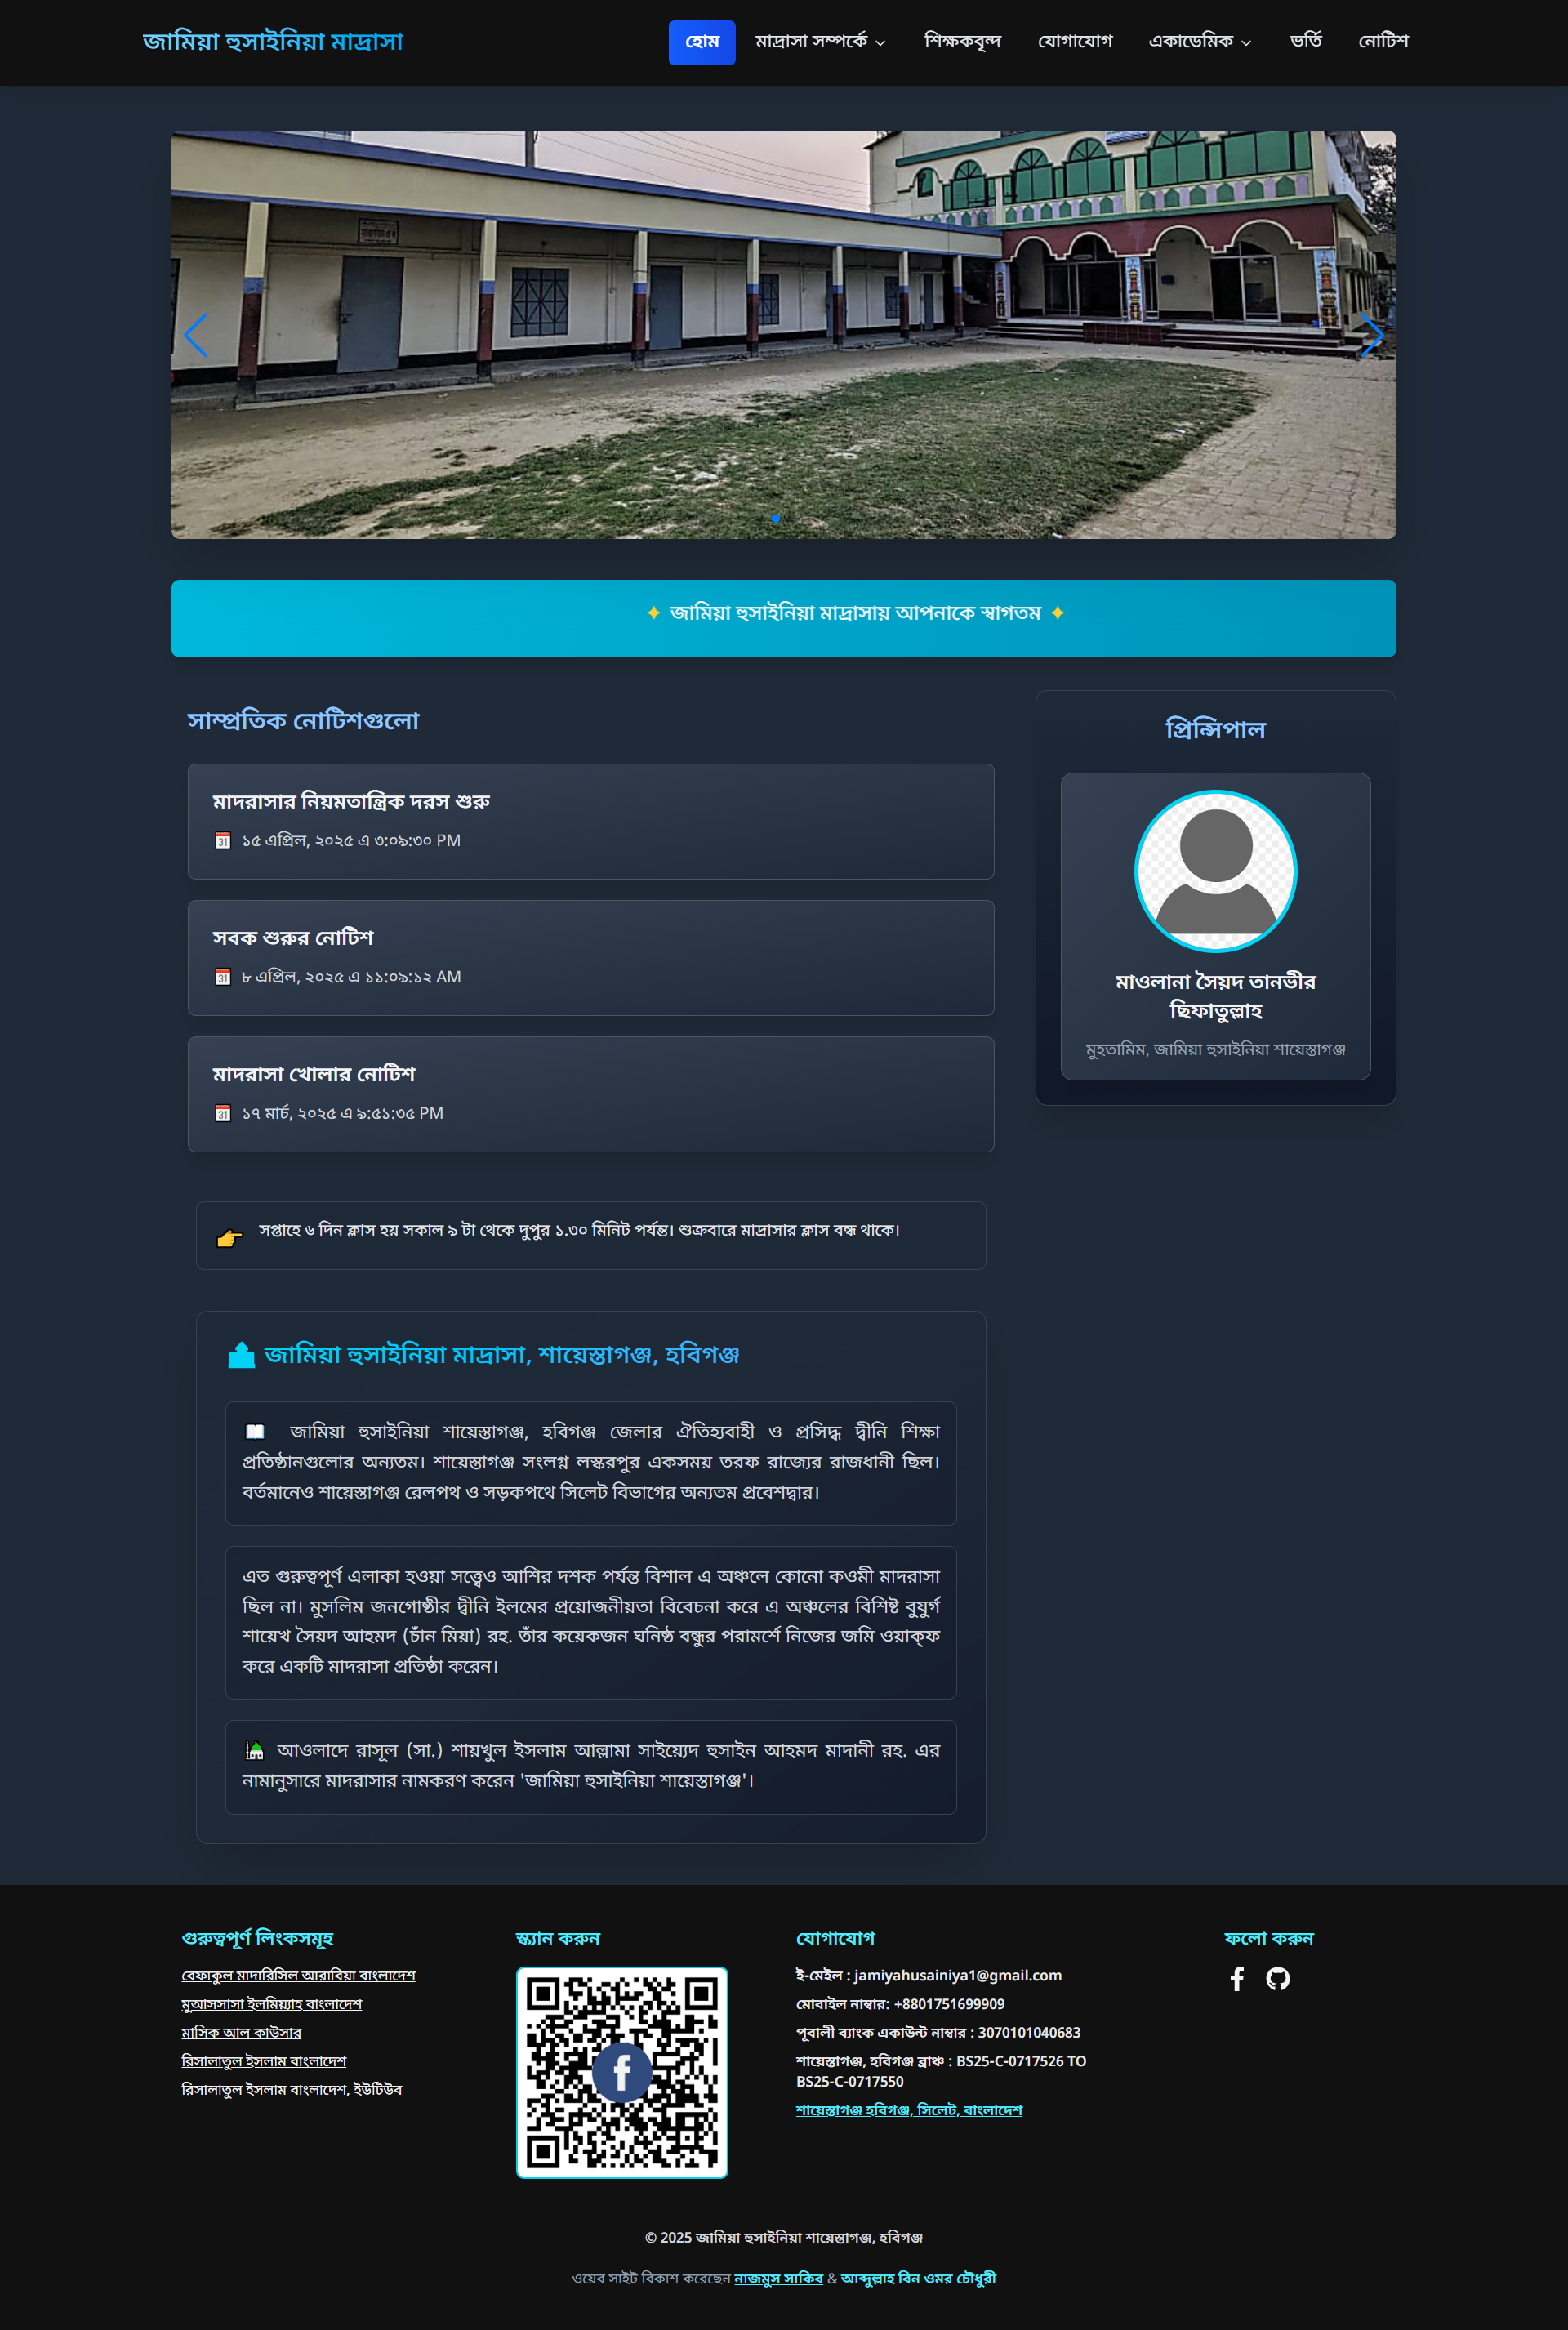 জামিয়া হুসাইনিয়া মাদ্রাসা
হোম
মাদ্রাসা সম্পর্কে
শিক্ষকবৃন্দ
যোগাযোগ
একাডেমিক
ভর্তি
নোটিশ
✦ জামিয়া হুসাইনিয়া মাদ্রাসায় আপনাকে স্বাগতম ✦
সাম্প্রতিক নোটিশগুলো
মাদরাসার নিয়মতান্ত্রিক দরস শুরু
১৫ এপ্রিল, ২০২৫ এ ৩:০৯:৩০ PM
সবক শুরুর নোটিশ
৮ এপ্রিল, ২০২৫ এ ১১:০৯:১২ AM
মাদরাসা খোলার নোটিশ
১৭ মার্চ, ২০২৫ এ ৯:৫১:৩৫ PM
প্রিন্সিপাল
মাওলানা সৈয়দ তানভীর
ছিফাতুল্লাহ
মুহতামিম, জামিয়া হুসাইনিয়া শায়েস্তাগঞ্জ
👉 সপ্তাহে ৬ দিন ক্লাস হয় সকাল ৯ টা থেকে দুপুর ১.৩০ মিনিট পর্যন্ত। শুক্রবারে মাদ্রাসার ক্লাস বন্ধ থাকে।
জামিয়া হুসাইনিয়া মাদ্রাসা, শায়েস্তাগঞ্জ, হবিগঞ্জ
📖 জামিয়া হুসাইনিয়া শায়েস্তাগঞ্জ, হবিগঞ্জ জেলার ঐতিহ্যবাহী ও প্রসিদ্ধ দ্বীনি শিক্ষা
প্রতিষ্ঠানগুলোর অন্যতম। শায়েস্তাগঞ্জ সংলগ্ন লস্করপুর একসময় তরফ রাজ্যের রাজধানী ছিল।
বর্তমানেও শায়েস্তাগঞ্জ রেলপথ ও সড়কপথে সিলেট বিভাগের অন্যতম প্রবেশদ্বার।
এত গুরুত্বপূর্ণ এলাকা হওয়া সত্ত্বেও আশির দশক পর্যন্ত বিশাল এ অঞ্চলে কোনো কওমী মাদরাসা
ছিল না। মুসলিম জনগোষ্ঠীর দ্বীনি ইলমের প্রয়োজনীয়তা বিবেচনা করে এ অঞ্চলের বিশিষ্ট বুযুর্গ
শায়েখ সৈয়দ আহমদ (চাঁন মিয়া) রহ. তাঁর কয়েকজন ঘনিষ্ঠ বন্ধুর পরামর্শে নিজের জমি ওয়াক্‌ফ
করে একটি মাদরাসা প্রতিষ্ঠা করেন।
🕌 আওলাদে রাসূল (সা.) শায়খুল ইসলাম আল্লামা সাইয়্যেদ হুসাইন আহমদ মাদানী রহ. এর
নামানুসারে মাদরাসার নামকরণ করেন 'জামিয়া হুসাইনিয়া শায়েস্তাগঞ্জ'।
গুরুত্বপূর্ণ লিংকসমূহ
বেফাকুল মাদারিসিল আরাবিয়া বাংলাদেশ
মুআসসাসা ইলমিয়্যাহ বাংলাদেশ
মাসিক আল কাউসার
রিসালাতুল ইসলাম বাংলাদেশ
রিসালাতুল ইসলাম বাংলাদেশ, ইউটিউব
স্ক্যান করুন
যোগাযোগ
ই-মেইল : jamiyahusainiya1@gmail.com
মোবাইল নাম্বার: +8801751699909
পূবালী ব্যাংক একাউন্ট নাম্বার : 3070101040683
শায়েস্তাগঞ্জ, হবিগঞ্জ ব্রাঞ্চ : BS25-C-0717526 TO
BS25-C-0717550
শায়েস্তাগঞ্জ হবিগঞ্জ, সিলেট, বাংলাদেশ
ফলো করুন
© 2025 জামিয়া হুসাইনিয়া শায়েস্তাগঞ্জ, হবিগঞ্জ
ওয়েব সাইট বিকাশ করেছেন নাজমুস সাকিব & আব্দুল্লাহ বিন ওমর চৌধুরী